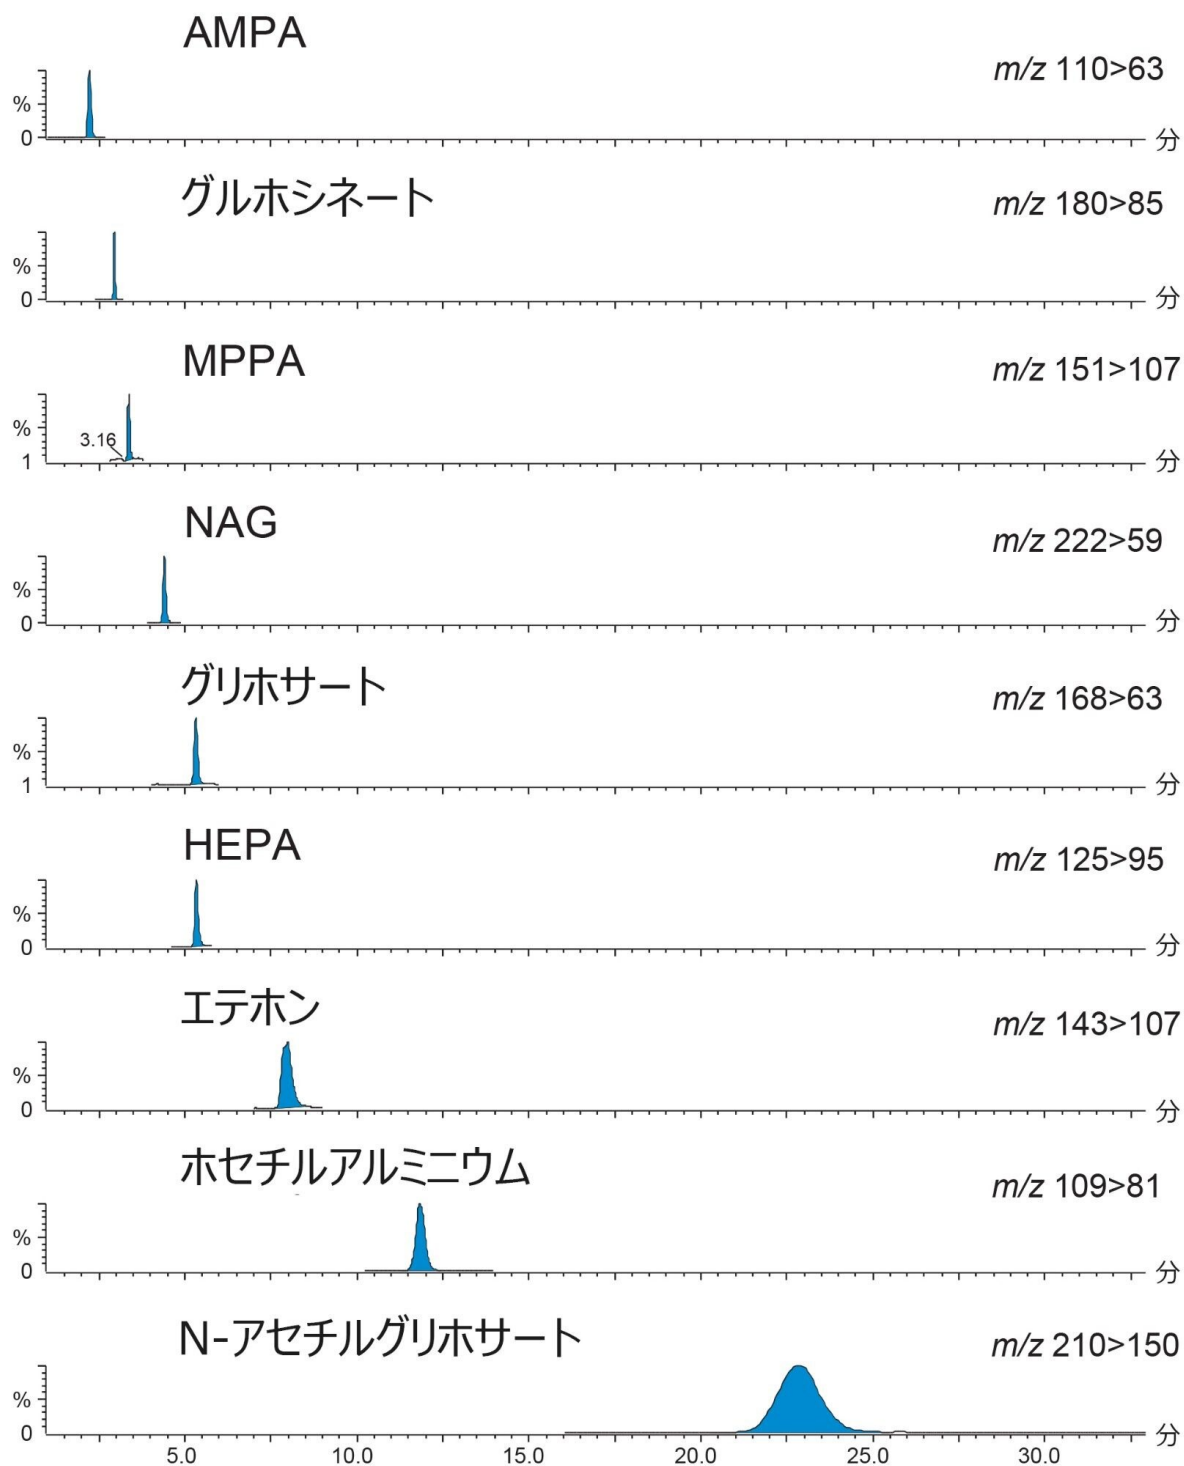 AMPA
m/z 110>63
%
0
分
グルホシネート
m/z 180>85
%
0
分
MPPA
m/z 151>107
%
3.16
1
分
NAG
m/z 222>59
%
0
分
グリホサート
m/z 168>63
%
1
分
HEPA
m/z 125>95
%
0
分
エテホン
m/z 143>107
%
0
分
ホセチルアルミニウム
m/z 109>81
%
0
分
N-アセチルグリホサート
m/z 210>150
%
0
分
5.0 10.0 15.0 20.0 25.0 30.0